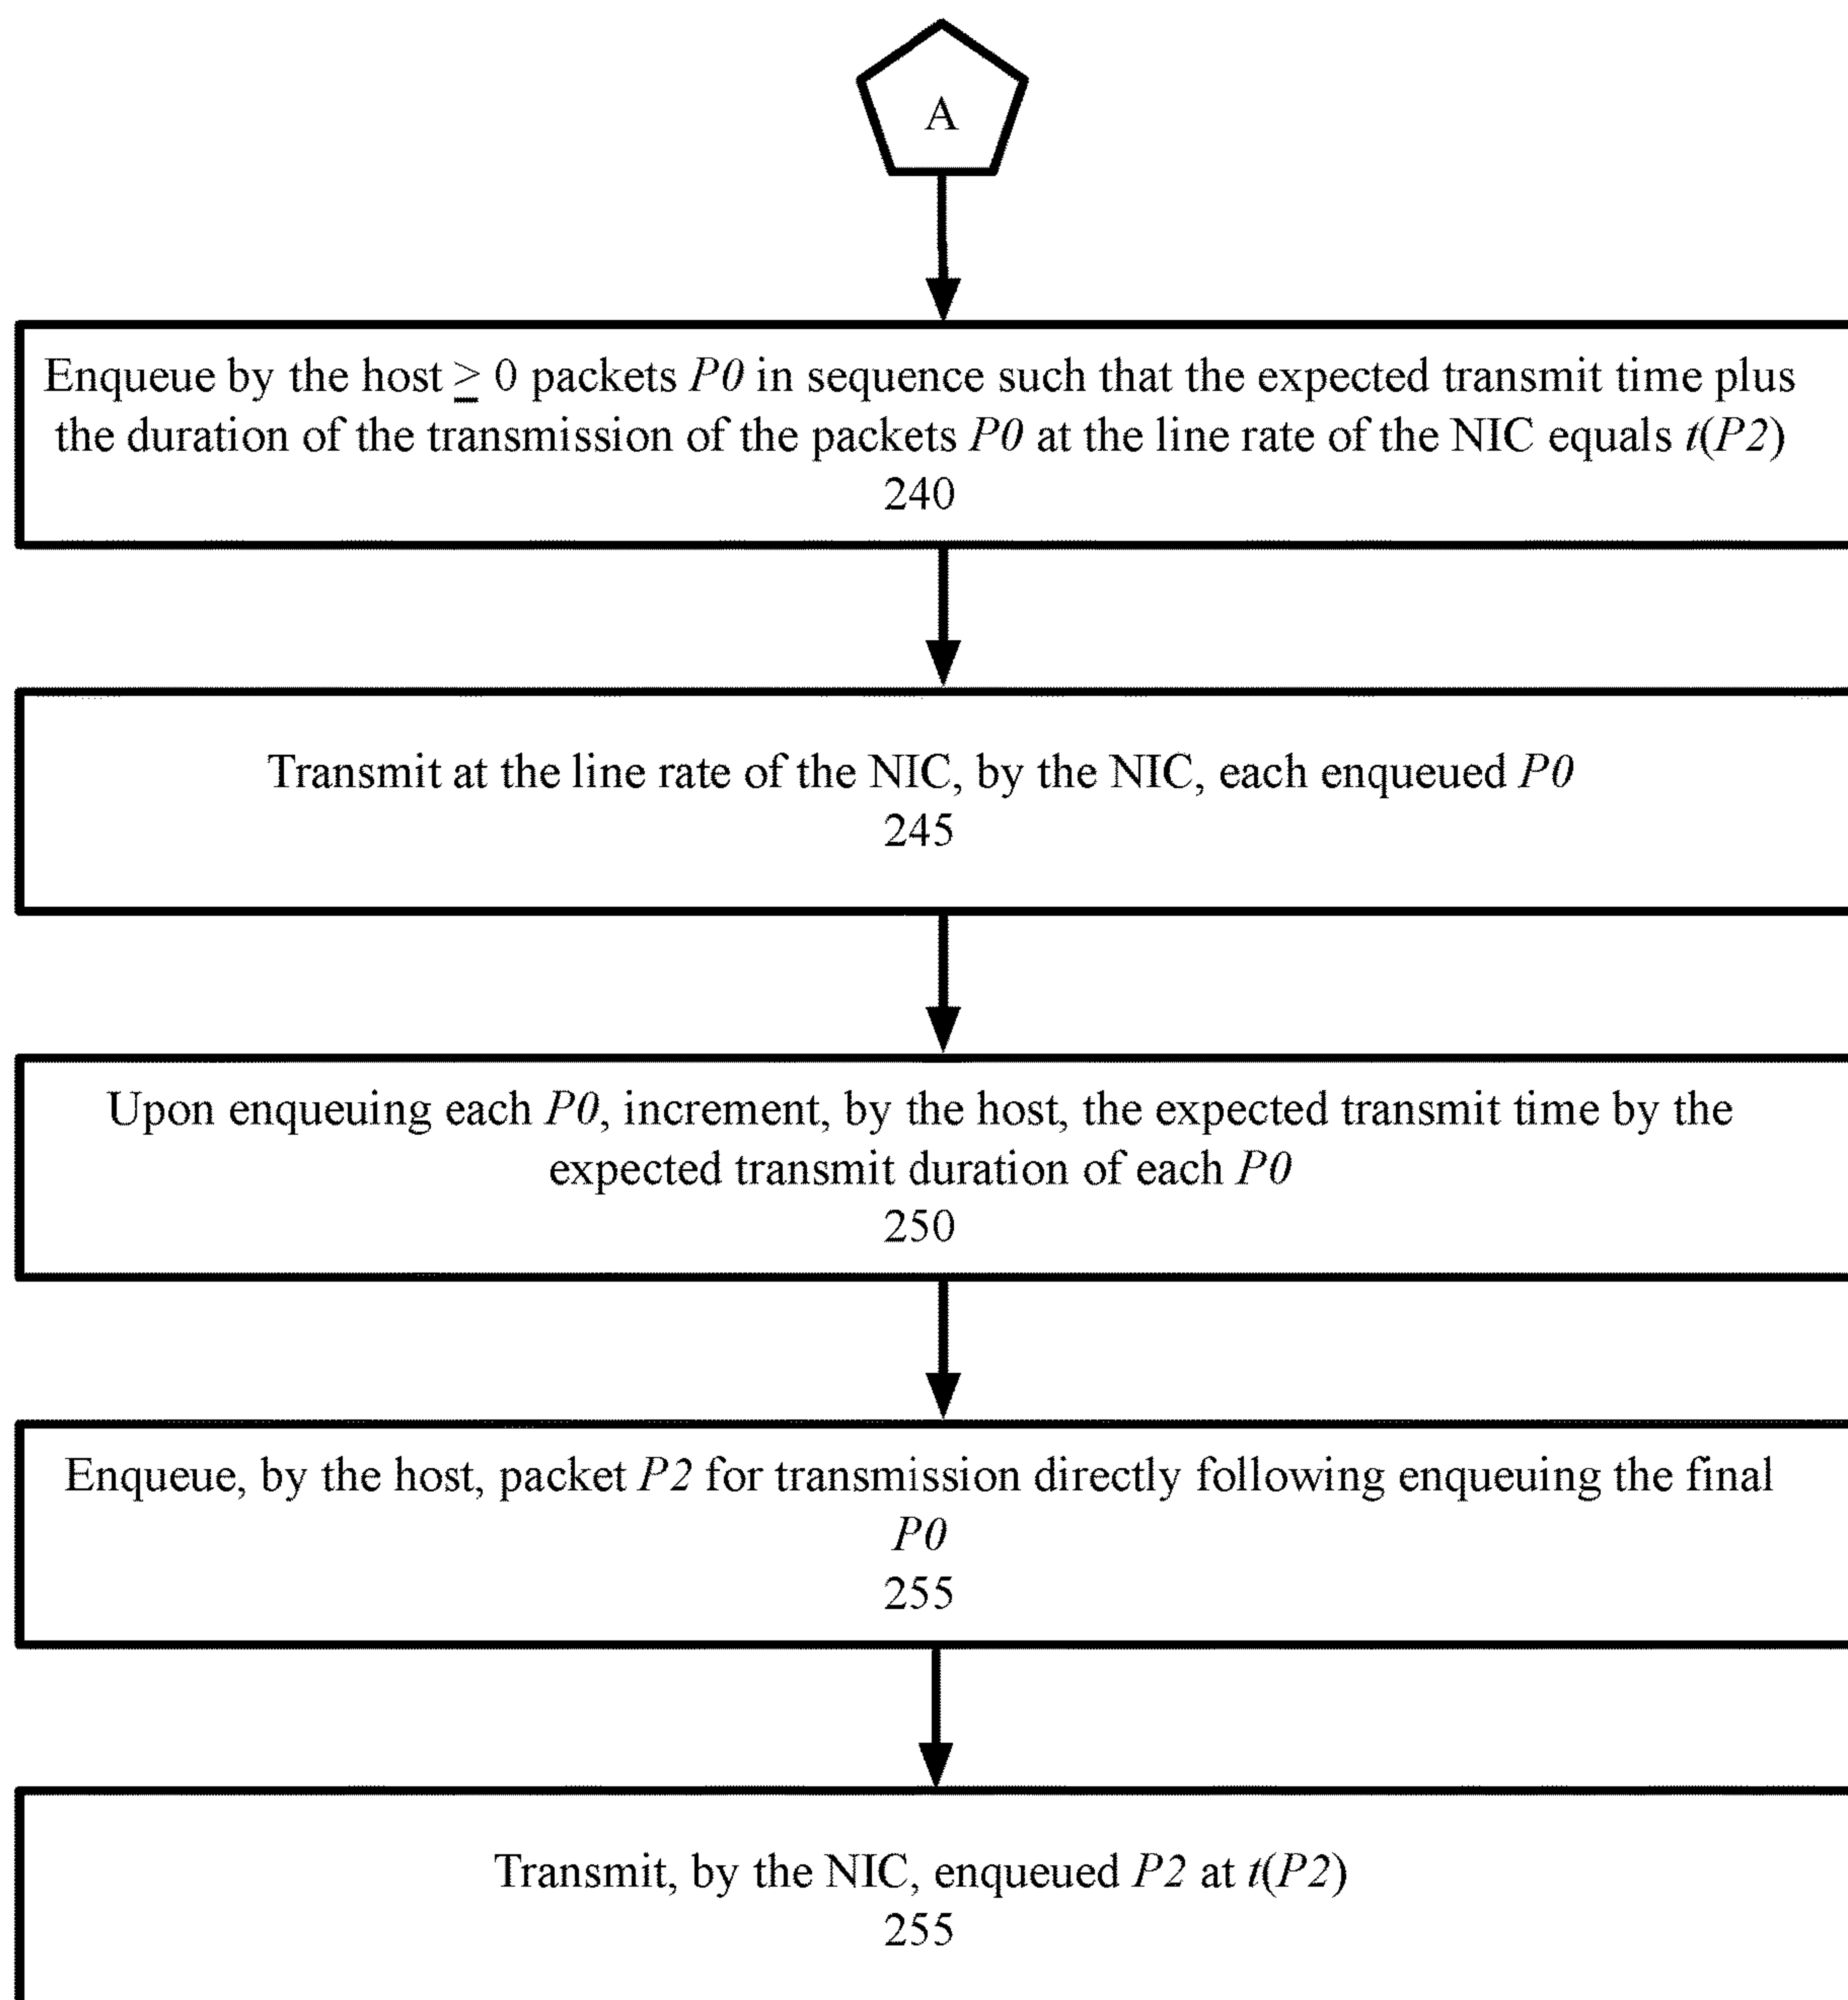 A
Enqueue by the host ≥ 0 packets P0 in sequence such that the expected transmit time plus
the duration of the transmission of the packets P0 at the line rate of the NIC equals t(P2)
240
Transmit at the line rate of the NIC, by the NIC, each enqueued P0
245
Upon enqueuing each P0, increment, by the host, the expected transmit time by the
expected transmit duration of each P0
250
Enqueue, by the host, packet P2 for transmission directly following enqueuing the final
P0
255
Transmit, by the NIC, enqueued P2 at t(P2)
255